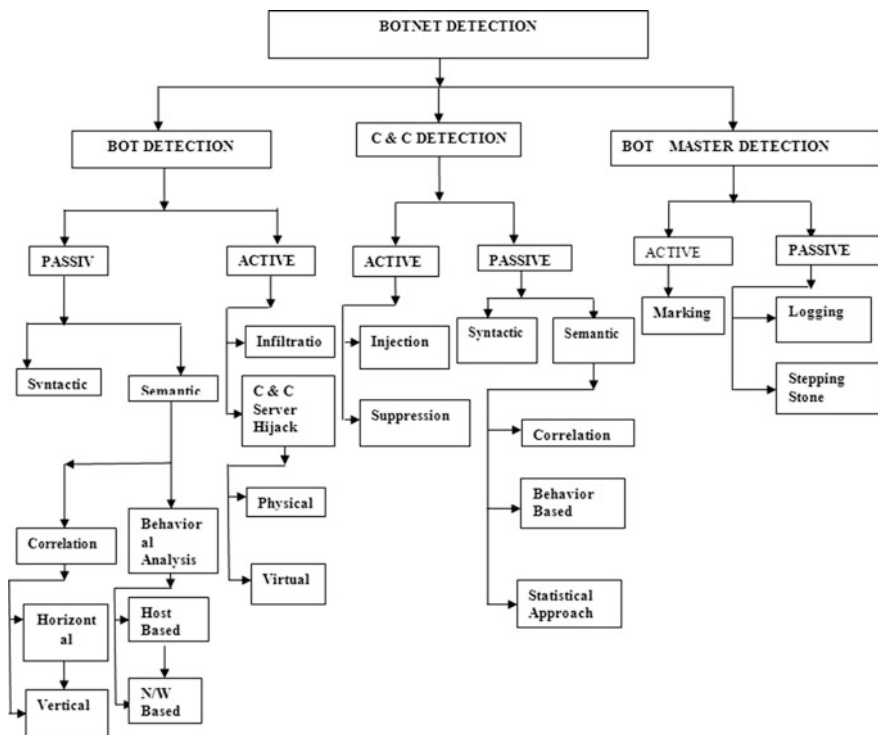 BOTNET DETECTION
BOT DETECTION
C & C DETECTION
BOT MASTER DETECTION
PASSIV
ACTIVE
ACTIVE
PASSIVE
ACTIVE
PASSIVE
Syntactic
Semantic
Infiltratio
C & C
Server
Hijack
Physical
Virtual
Correlation
Behavior
al
Analysis
Horizont
al
Vertical
Host
Based
N/W
Based
Injection
Suppression
Syntactic
Semantic
Correlation
Behavior
Based
Statistical
Approach
Marking
Logging
Stepping
Stone